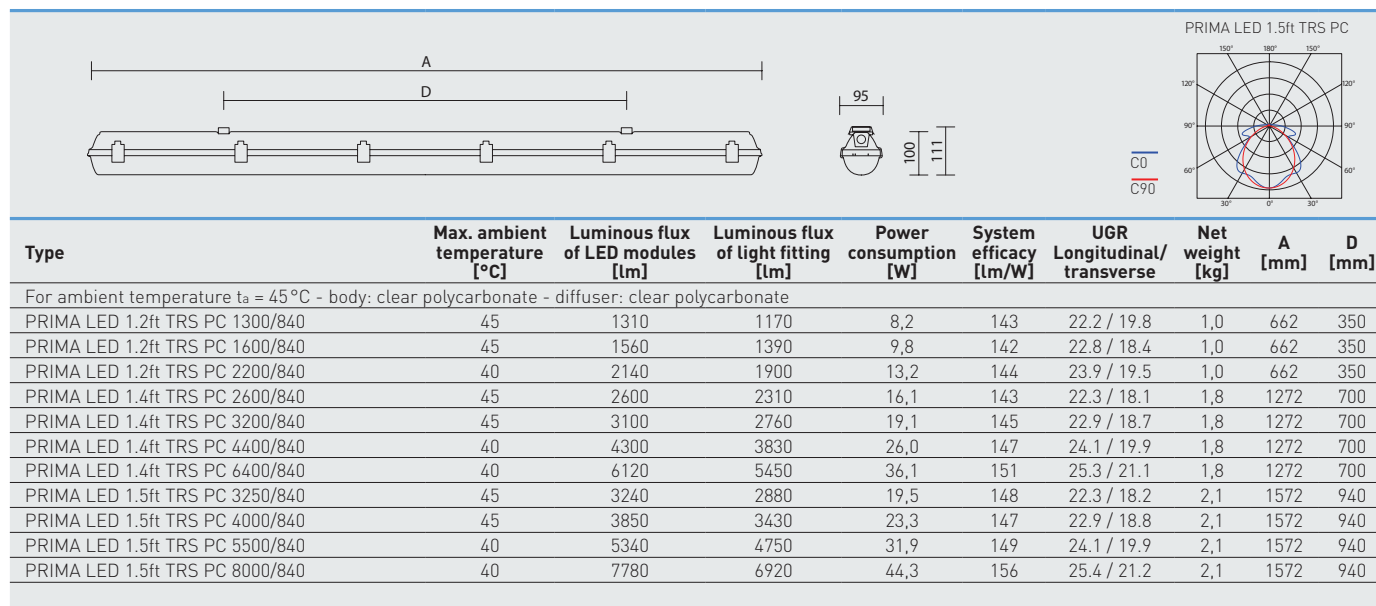 PRIMA LED 1.5ft TRS PC
150° 180° 150°
120° 120°
90° 90°
60° 60°
30° 0° 30°
C0
C90
A
D
95
100
111
Type Max. ambient temperature [°C] Luminous flux of LED modules [lm] Luminous flux of light fitting [lm] Power consumption [W] System efficacy [lm/W] UGR Longitudinal/ transverse Net weight [kg] A [mm] D [mm]
For ambient temperature ta = 45°C - body: clear polycarbonate - diffuser: clear polycarbonate
PRIMA LED 1.2ft TRS PC 1300/840 45 1310 1170 8,2 143 22.2 / 19.8 1,0 662 350
PRIMA LED 1.2ft TRS PC 1600/840 45 1560 1390 9,8 142 22.8 / 18.4 1,0 662 350
PRIMA LED 1.2ft TRS PC 2200/840 40 2140 1900 13,2 144 23.9 / 19.5 1,0 662 350
PRIMA LED 1.4ft TRS PC 2600/840 45 2600 2310 16,1 143 22.3 / 18.1 1,8 1272 700
PRIMA LED 1.4ft TRS PC 3200/840 45 3100 2760 19,1 145 22.9 / 18.7 1,8 1272 700
PRIMA LED 1.4ft TRS PC 4400/840 40 4300 3830 26,0 147 24.1 / 19.9 1,8 1272 700
PRIMA LED 1.4ft TRS PC 6400/840 40 6120 5450 36,1 151 25.3 / 21.1 1,8 1272 700
PRIMA LED 1.5ft TRS PC 3250/840 45 3240 2880 19,5 148 22.3 / 18.2 2,1 1572 940
PRIMA LED 1.5ft TRS PC 4000/840 45 3850 3430 23,3 147 22.9 / 18.8 2,1 1572 940
PRIMA LED 1.5ft TRS PC 5500/840 40 5340 4750 31,9 149 24.1 / 19.9 2,1 1572 940
PRIMA LED 1.5ft TRS PC 8000/840 40 7780 6920 44,3 156 25.4 / 21.2 2,1 1572 940